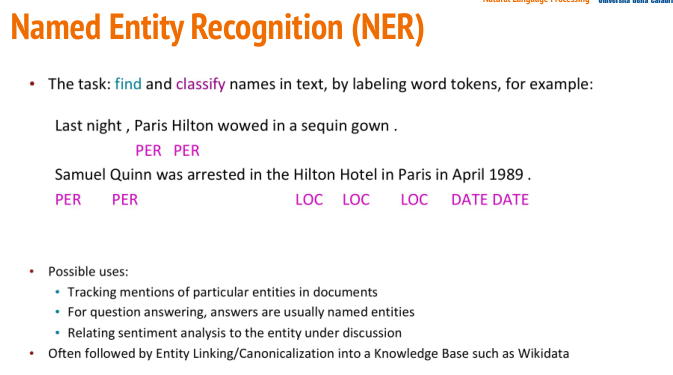 Natural Language Processing Università della Calabria
Named Entity Recognition (NER)
• The task: find and classify names in text, by labeling word tokens, for example:
Last night , Paris Hilton wowed in a sequin gown .
PER PER
Samuel Quinn was arrested in the Hilton Hotel in Paris in April 1989 .
PER PER LOC LOC LOC DATE DATE
• Possible uses:
• Tracking mentions of particular entities in documents
• For question answering, answers are usually named entities
• Relating sentiment analysis to the entity under discussion
• Often followed by Entity Linking/Canonicalization into a Knowledge Base such as Wikidata